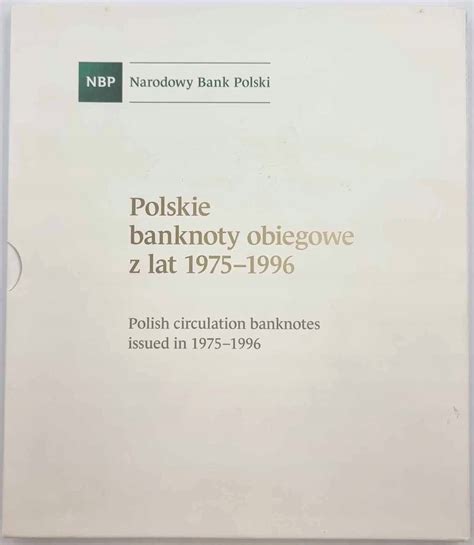 NBP
Narodowy Bank Polski
Polskie
banknoty obiegowe
z lat 1975–1996
Polish circulation banknotes
issued in 1975–1996